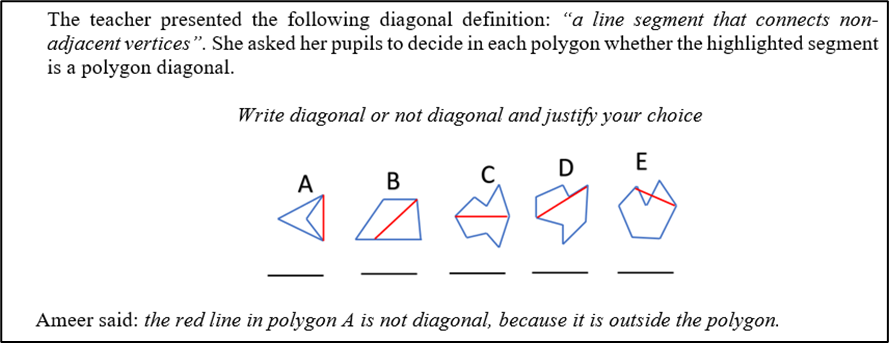 The teacher presented the following diagonal definition: “a line segment that connects non-
adjacent vertices”. She asked her pupils to decide in each polygon whether the highlighted segment
is a polygon diagonal.
Write diagonal or not diagonal and justify your choice
A B C D E
Ameer said: the red line in polygon A is not diagonal, because it is outside the polygon.